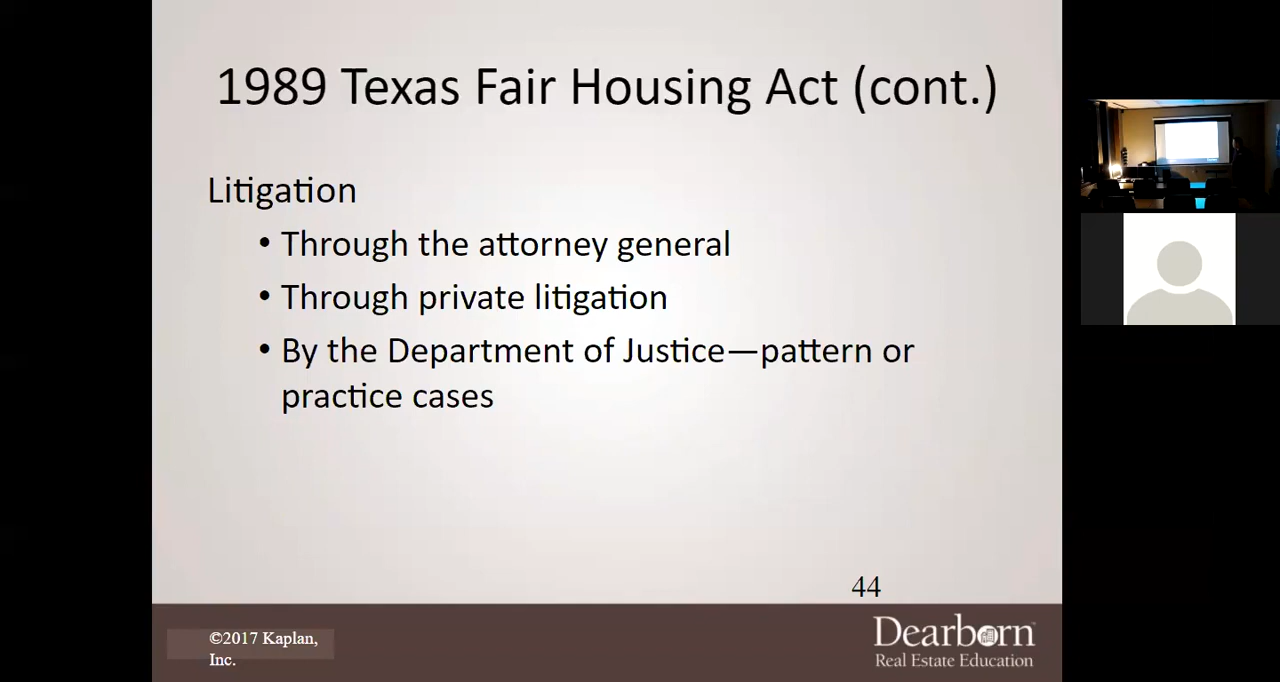 1989 Texas Fair Housing Act (cont.)
Litigation
• Through the attorney general
• Through private litigation
• By the Department of Justice—pattern or
practice cases
44
©2017 Kaplan,
Inc.
Dearborn
Real Estate Education